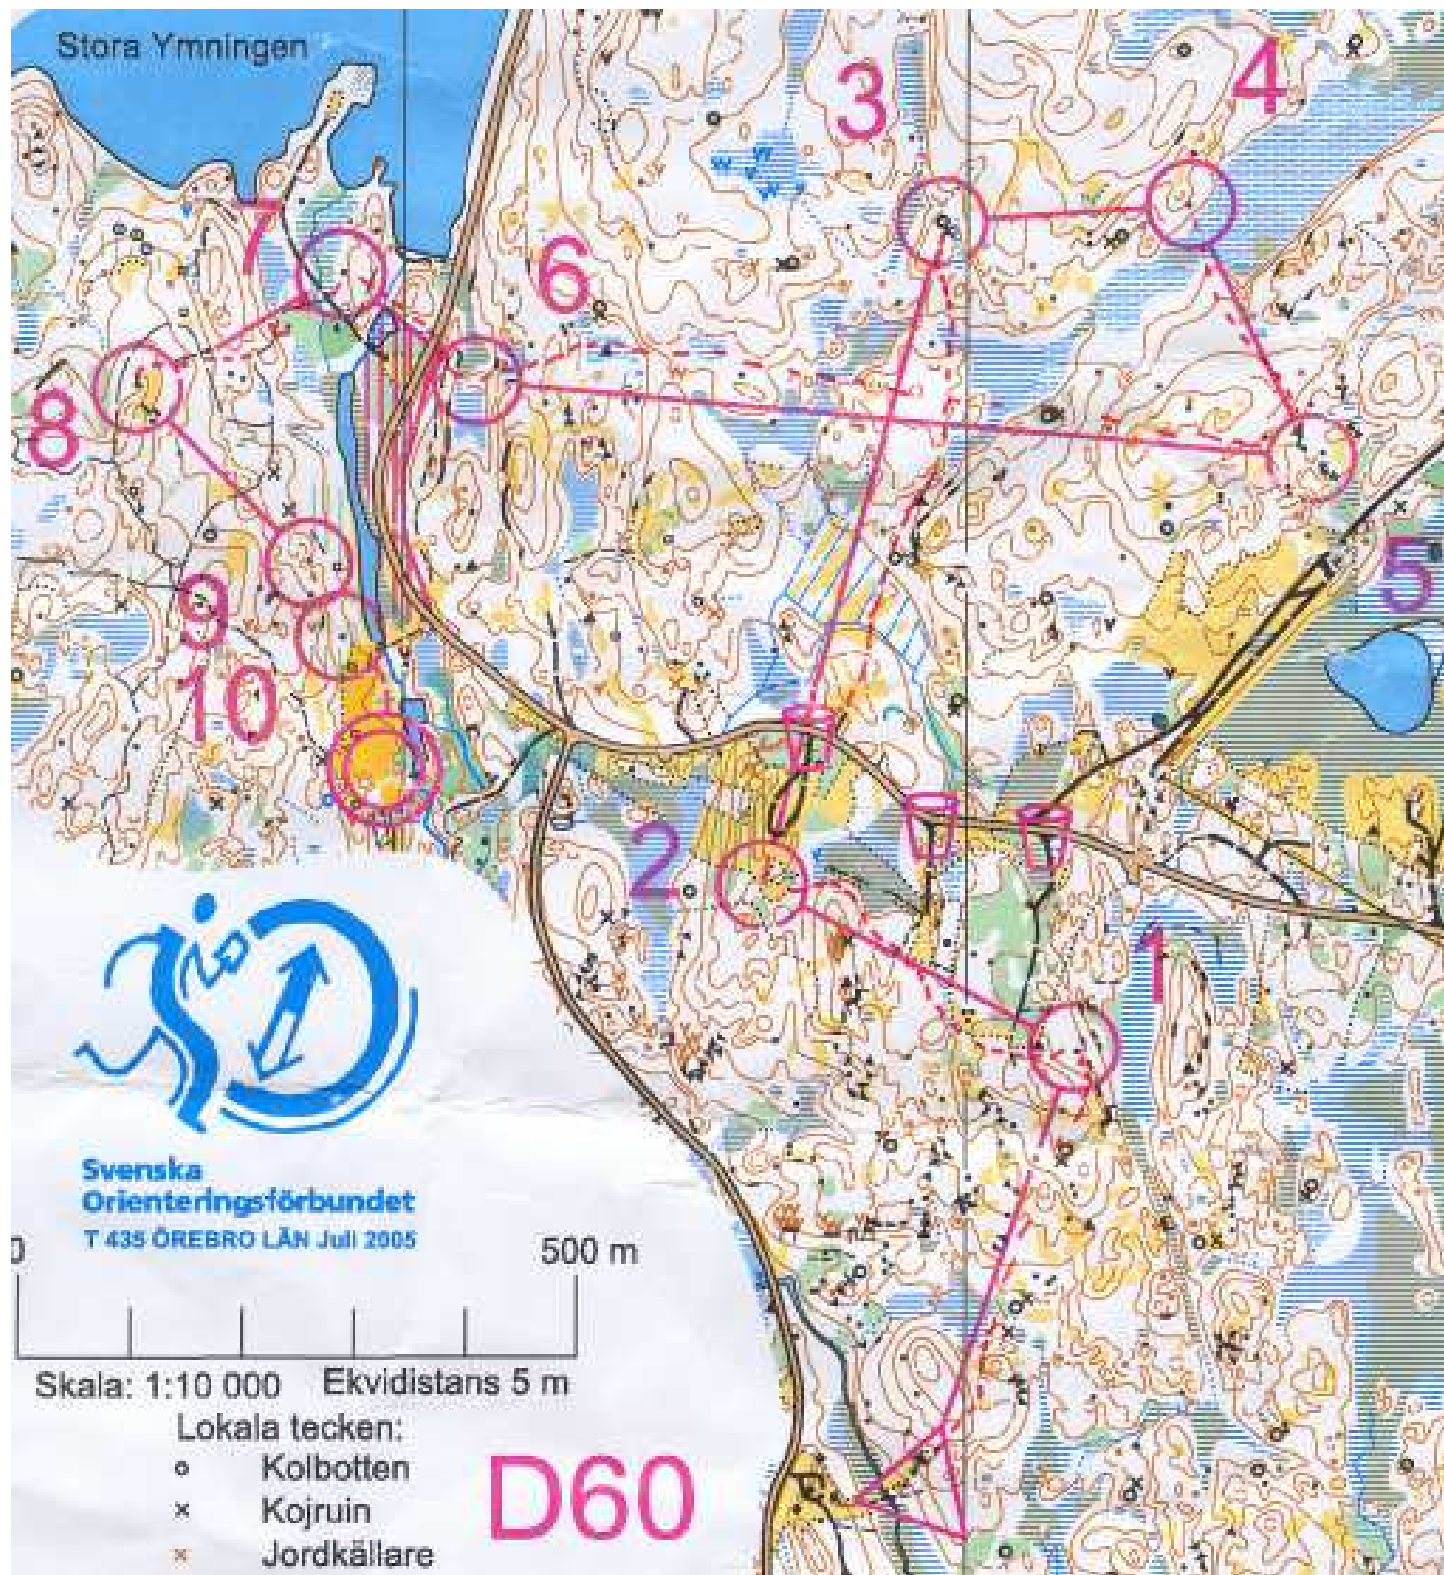 Stora Ymningen
3
4
7
6
8
5
9
10
2
1
Svenska
Orienteringsförbundet
T 435 ÖREBRO LÄN Juli 2005
0 500 m
Skala: 1:10 000 Ekvidistans 5 m
Lokala tecken:
o Kolbotten
x Kojruin
x Jordkällare
D60